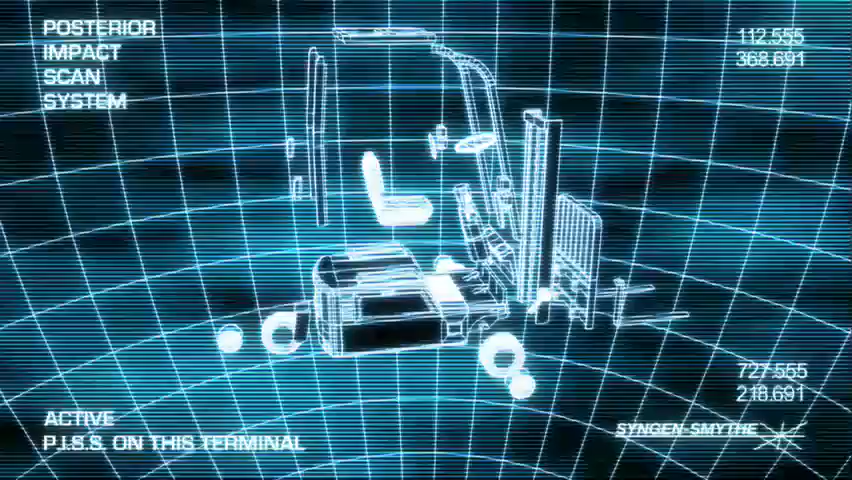 POSTERIOR
IMPACT
SCAN
SYSTEM
112.555
368.691
727.555
218.691
ACTIVE
P.I.S.S. ON THIS TERMINAL
SYNGEN-SMYTHE